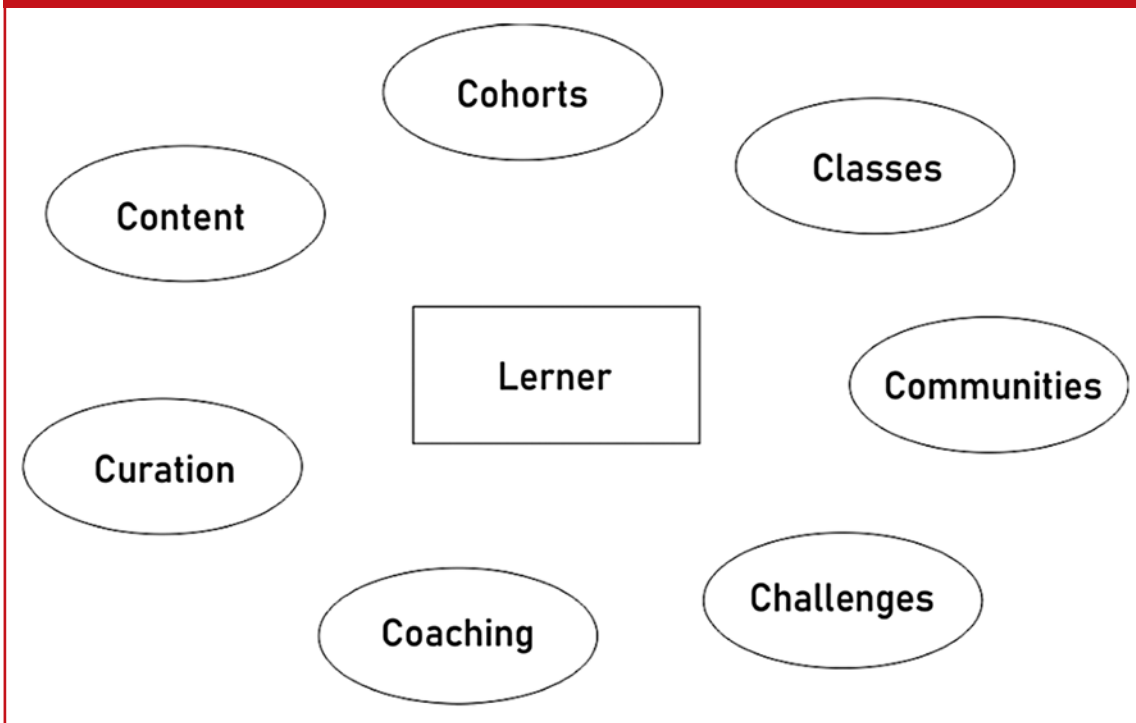 Cohorts
Classes
Content
Lerner
Communities
Curation
Challenges
Coaching